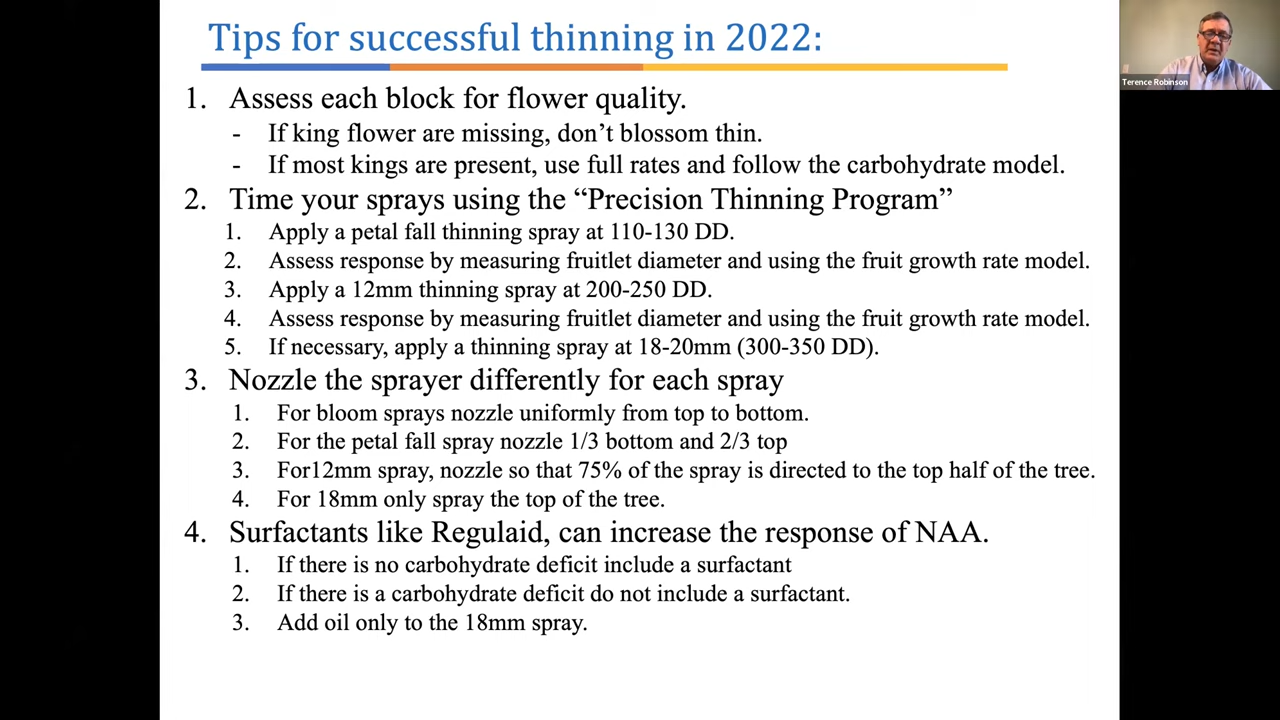 Tips for successful thinning in 2022:
Terence Robinson
1. Assess each block for flower quality.
- If king flower are missing, don’t blossom thin.
- If most kings are present, use full rates and follow the carbohydrate model.
2. Time your sprays using the “Precision Thinning Program”
1. Apply a petal fall thinning spray at 110-130 DD.
2. Assess response by measuring fruitlet diameter and using the fruit growth rate model.
3. Apply a 12mm thinning spray at 200-250 DD.
4. Assess response by measuring fruitlet diameter and using the fruit growth rate model.
5. If necessary, apply a thinning spray at 18-20mm (300-350 DD).
3. Nozzle the sprayer differently for each spray
1. For bloom sprays nozzle uniformly from top to bottom.
2. For the petal fall spray nozzle 1/3 bottom and 2/3 top
3. For12mm spray, nozzle so that 75% of the spray is directed to the top half of the tree.
4. For 18mm only spray the top of the tree.
4. Surfactants like Regulaid, can increase the response of NAA.
1. If there is no carbohydrate deficit include a surfactant
2. If there is a carbohydrate deficit do not include a surfactant.
3. Add oil only to the 18mm spray.